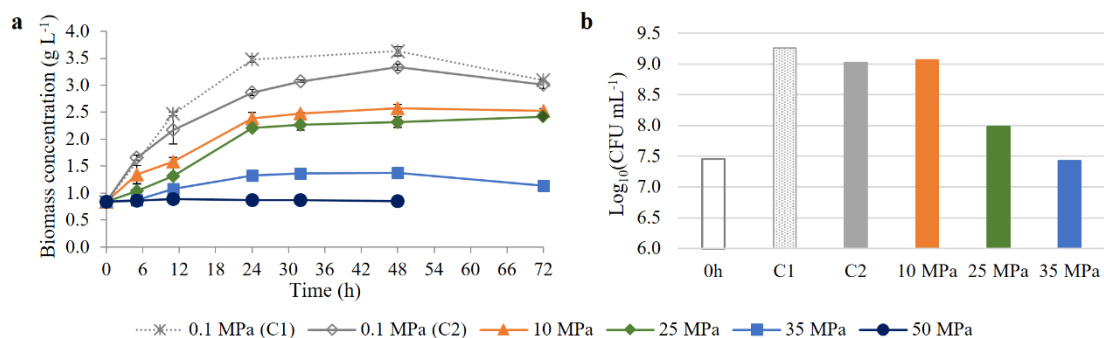 a
Biomass concentration (g L-1)
4.0
3.5
3.0
2.5
2.0
1.5
1.0
0.5
0.0
0 6 12 18 24 30 36 42 48 54 60 66 72
Time (h)
b
Log10(CFU mL-1)
9.5
9.0
8.5
8.0
7.5
7.0
6.5
6.0
0h C1 C2 10 MPa 25 MPa 35 MPa
0.1 MPa (C1) 0.1 MPa (C2) 10 MPa 25 MPa 35 MPa 50 MPa